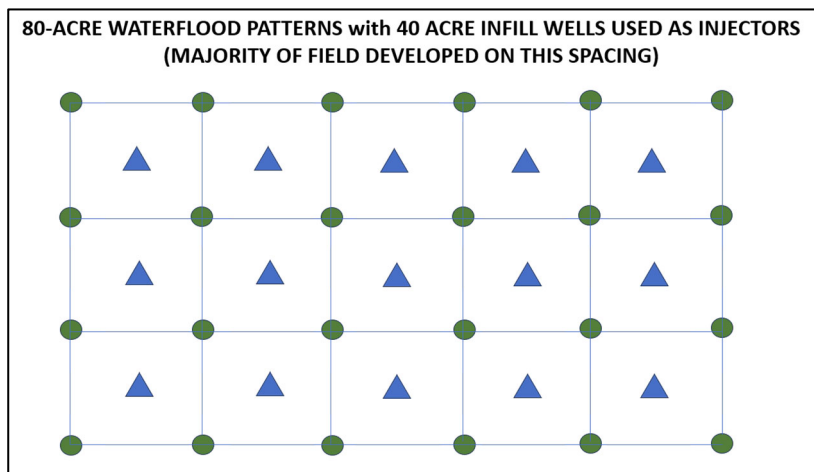 80-ACRE WATERFLOOD PATTERNS with 40 ACRE INFILL WELLS USED AS INJECTORS
(MAJORITY OF FIELD DEVELOPED ON THIS SPACING)